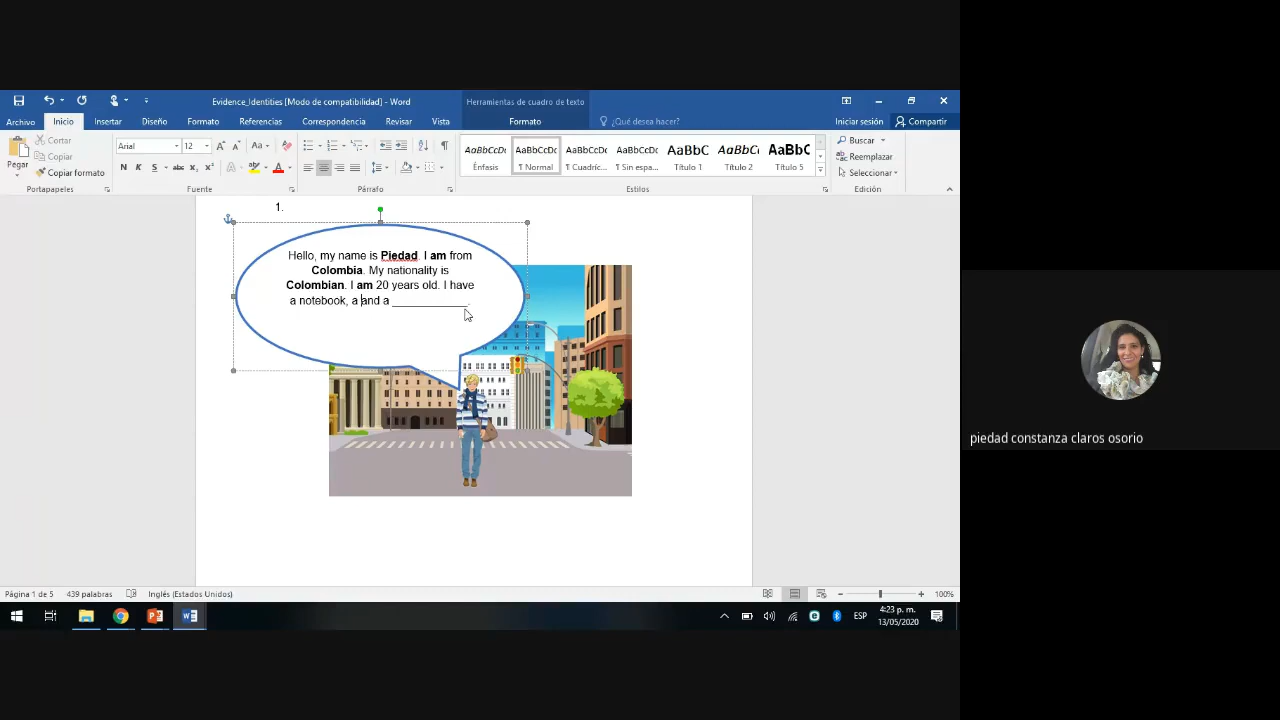 Evidence_Identities [Modo de compatibilidad] - Word
Herramientas de cuadro de texto
Archivo Inicio Insertar Diseño Formato Referencias Correspondencia Revisar Vista Formato ¿Qué desea hacer? Iniciar sesión Compartir
Pegar
Cortar
Copiar
Copiar formato
Portapapeles
Arial 12
Fuente
Párrafo
AaBbCcDc Énfasis
AaBbCcDc ¶ Normal
AaBbCcDc ¶ Cuadríc...
AaBbCcDc ¶ Sin espa...
AaBbC Título 1
AaBbC Título 2
AaBbC Título 5
Estilos
Buscar
Reemplazar
Seleccionar
Edición
1.
Hello, my name is Piedad. I am from
Colombia. My nationality is
Colombian. I am 20 years old. I have
a notebook, a and a ____________.
piedad constanza claros osorio
Página 1 de 5 439 palabras Inglés (Estados Unidos) 100%
ESP
4:23 p. m.
13/05/2020